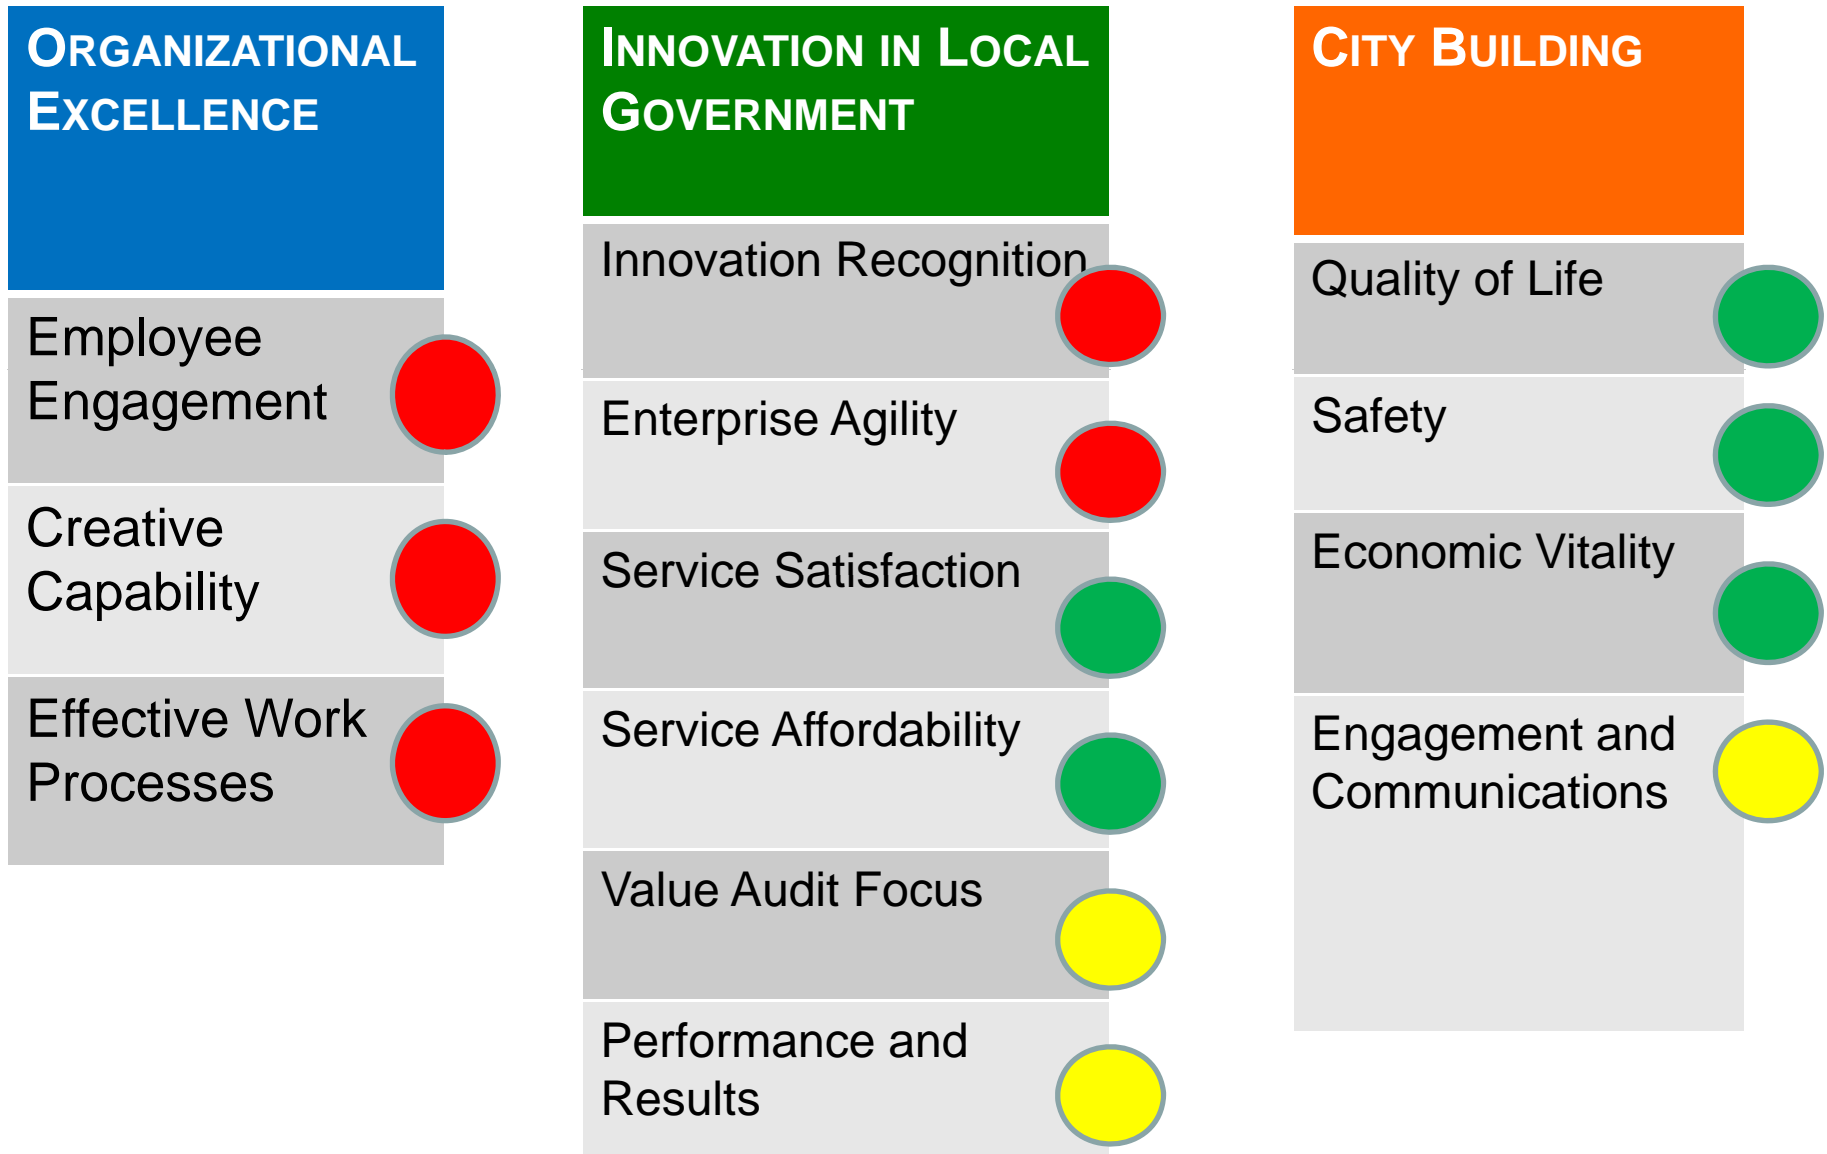 ORGANIZATIONAL
EXCELLENCE
Employee
Engagement
Creative
Capability
Effective Work
Processes
INNOVATION IN LOCAL
GOVERNMENT
Innovation Recognition
Enterprise Agility
Service Satisfaction
Service Affordability
Value Audit Focus
Performance and
Results
CITY BUILDING
Quality of Life
Safety
Economic Vitality
Engagement and
Communications